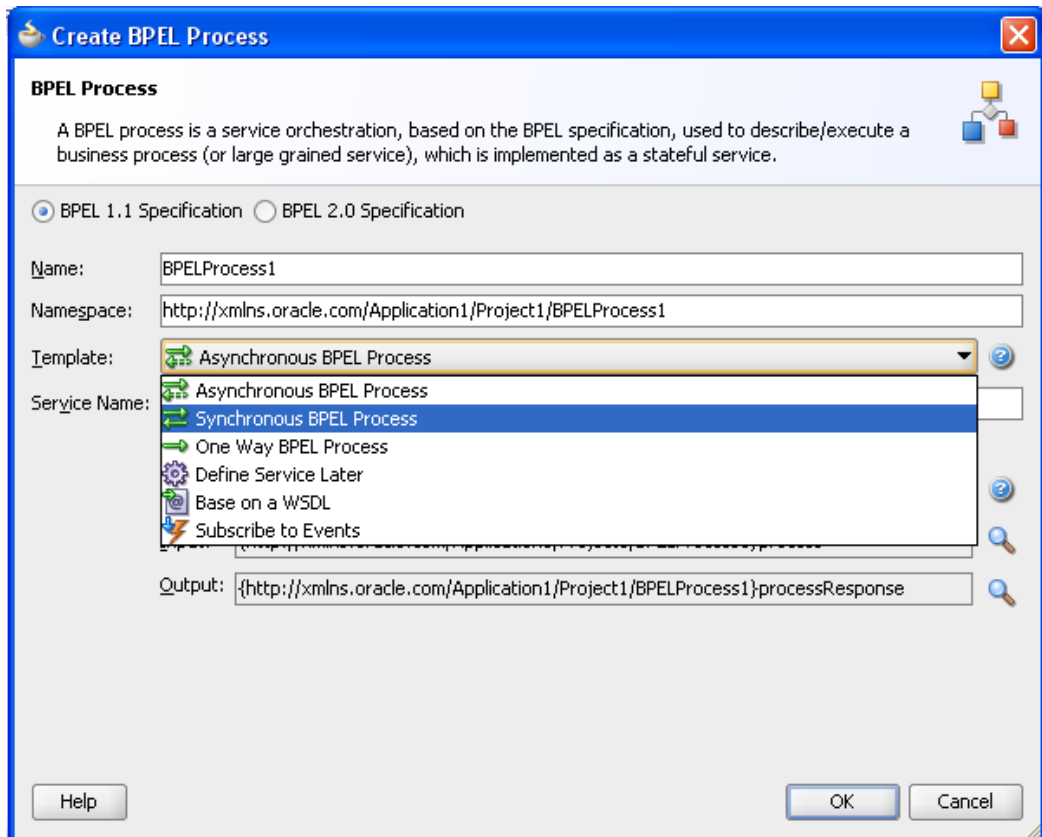 Create BPEL Process
BPEL Process
A BPEL process is a service orchestration, based on the BPEL specification, used to describe/execute a
business process (or large grained service), which is implemented as a stateful service.
BPEL 1.1 Specification BPEL 2.0 Specification
Name: BPELProcess1
Namespace: http://xmlns.oracle.com/Application1/Project1/BPELProcess1
Template: Asynchronous BPEL Process
Asynchronous BPEL Process
Service Name:
Synchronous BPEL Process
One Way BPEL Process
Define Service Later
Base on a WSDL
Subscribe to Events
Output: {http://xmlns.oracle.com/Application1/Project1/BPELProcess1}processResponse
Help OK Cancel